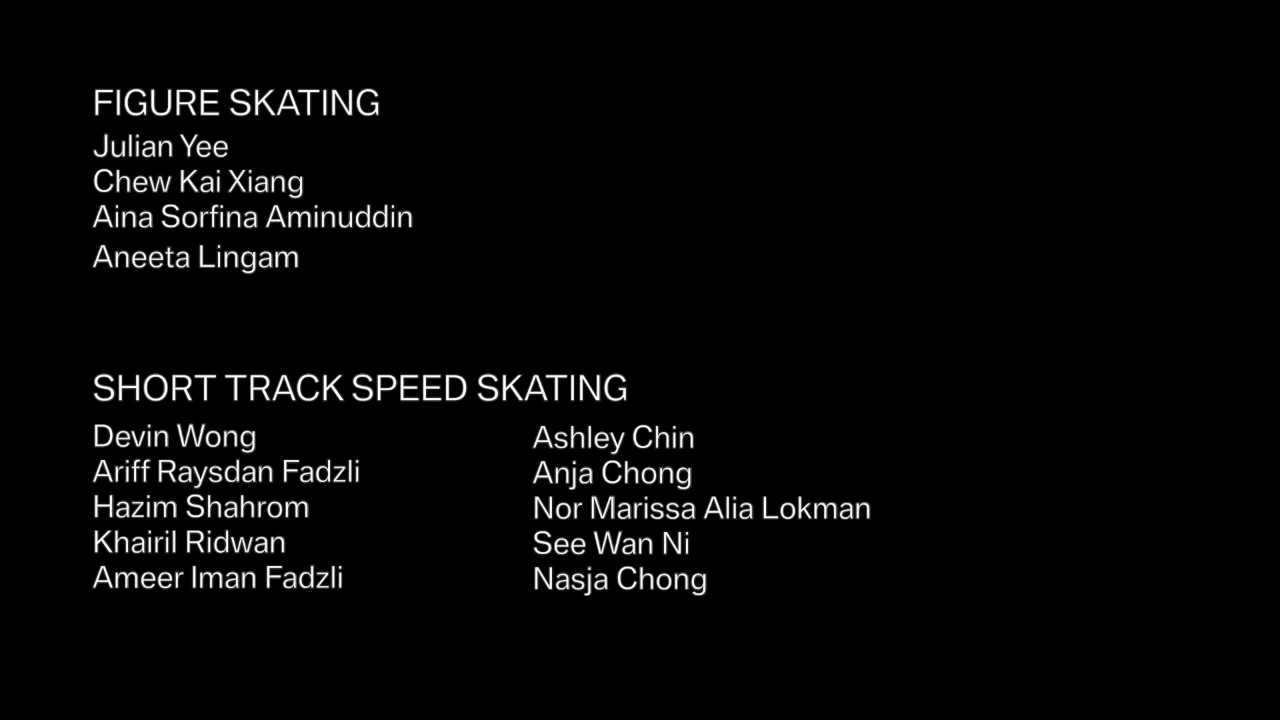 FIGURE SKATING
Julian Yee
Chew Kai Xiang
Aina Sorfina Aminuddin
Aneeta Lingam
SHORT TRACK SPEED SKATING
Devin Wong
Ariff Raysdan Fadzli
Hazim Shahrom
Khairil Ridwan
Ameer Iman Fadzli
Ashley Chin
Anja Chong
Nor Marissa Alia Lokman
See Wan Ni
Nasja Chong